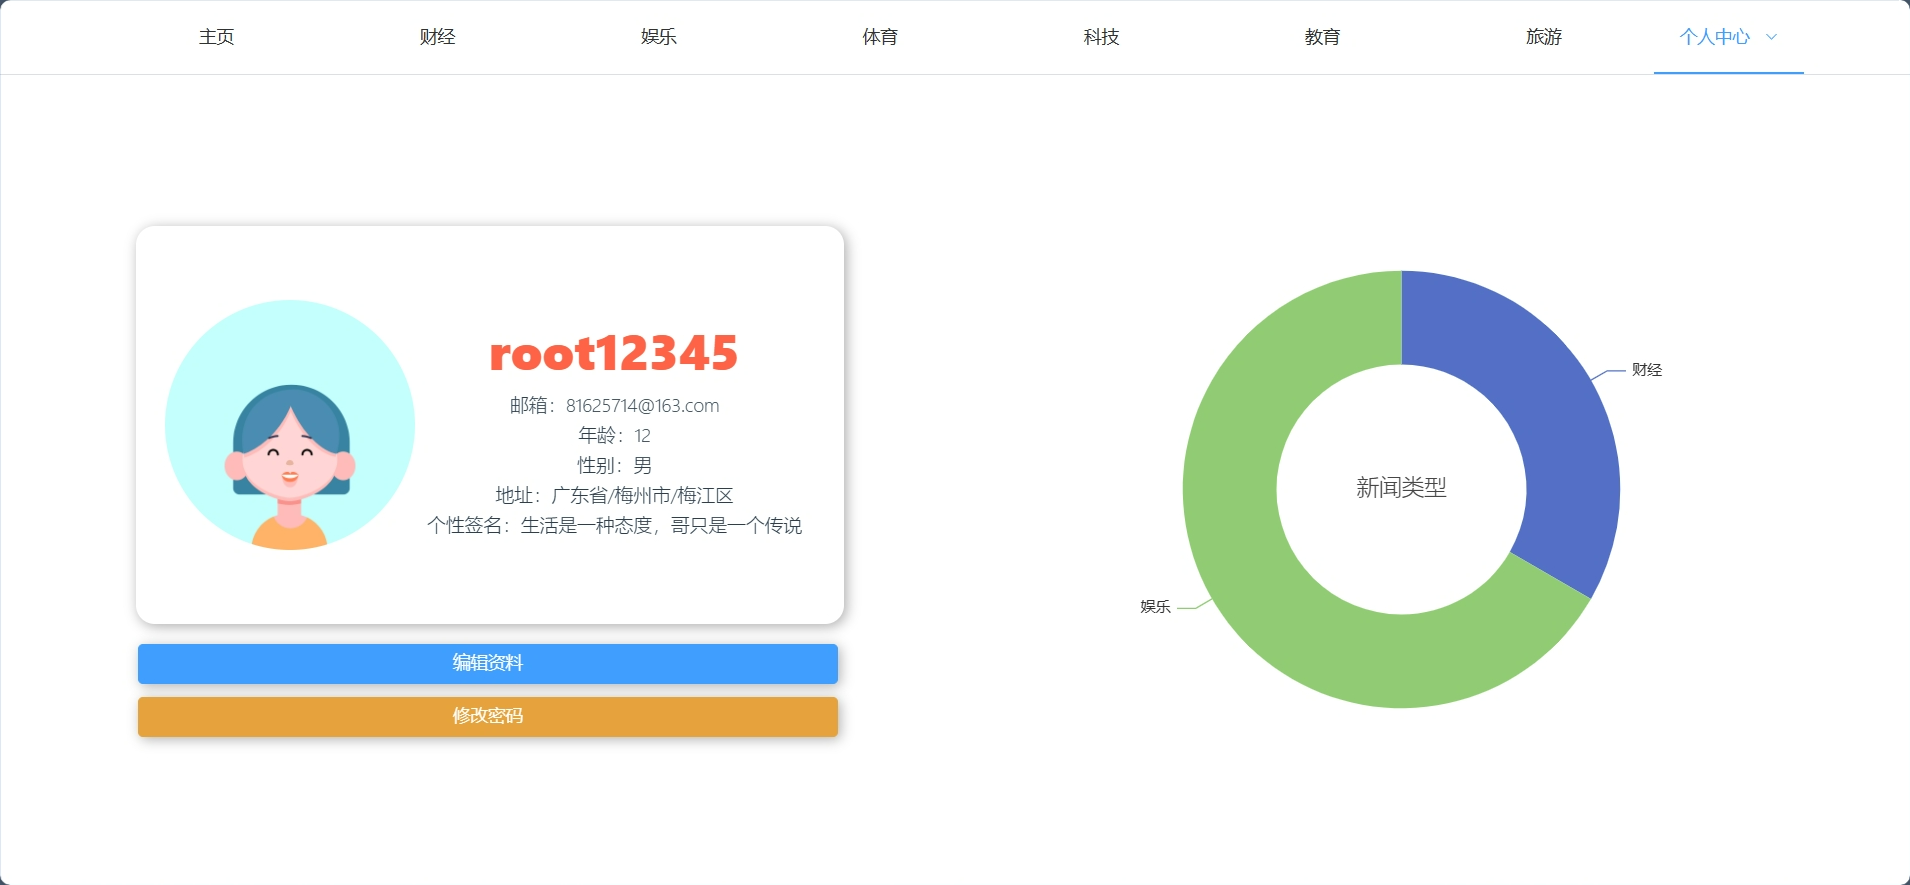 主页 财经 娱乐 体育 科技 教育 旅游 个人中心
root12345
邮箱：81625714@163.com
年龄：12
性别：男
地址：广东省/梅州市/梅江区
个性签名：生活是一种态度，哥只是一个传说
编辑资料
修改密码
财经
新闻类型
娱乐